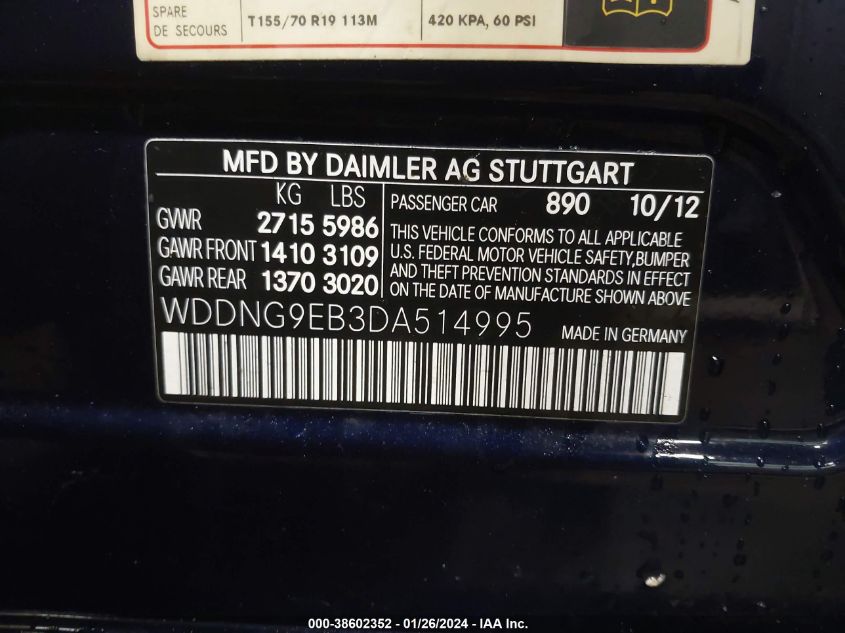 SPARE
DE SECOURS
T155/70 R19 113M
420 KPA, 60 PSI
MFD BY DAIMLER AG STUTTGART
KG LBS
GVWR 2715 5986
GAWR FRONT 1410 3109
GAWR REAR 1370 3020
PASSENGER CAR 890 10/12
THIS VEHICLE CONFORMS TO ALL APPLICABLE
U.S. FEDERAL MOTOR VEHICLE SAFETY,BUMPER
AND THEFT PREVENTION STANDARDS IN EFFECT
ON THE DATE OF MANUFACTURE SHOWN ABOVE
WDDNG9EB3DA514995
MADE IN GERMANY
000-38602352 - 01/26/2024 - IAA Inc.